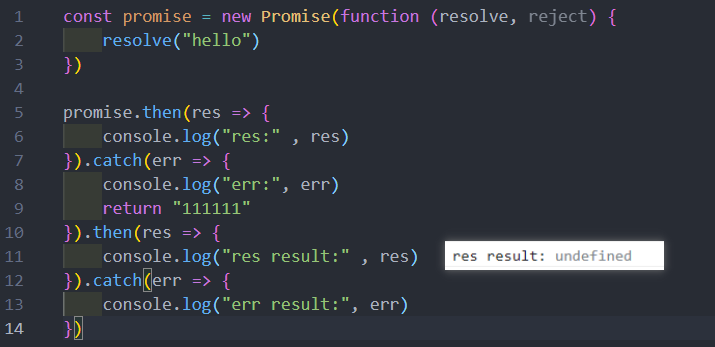 1 const promise = new Promise(function (resolve, reject) {
2 resolve("hello")
3 })
4
5 promise.then(res => {
6 console.log("res:" , res)
7 }).catch(err => {
8 console.log("err:", err)
9 return "111111"
10 }).then(res => {
11 console.log("res result:" , res) res result: undefined
12 }).catch(err => {
13 console.log("err result:", err)
14 })